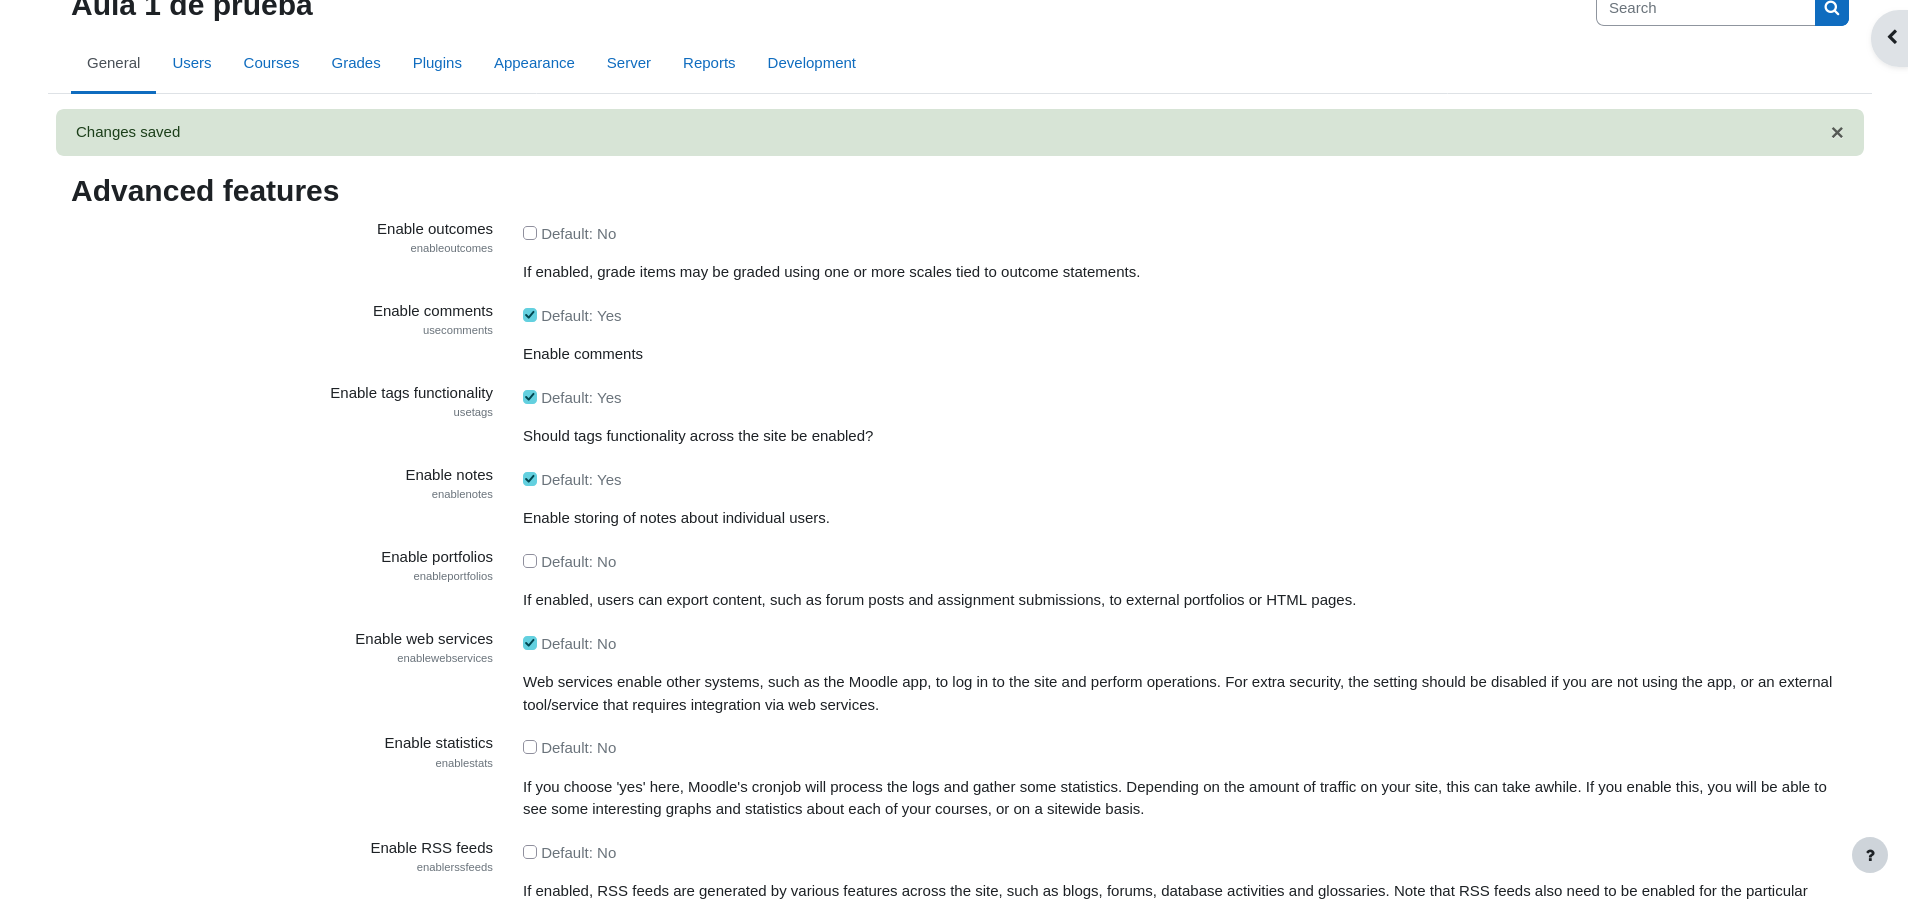 Aula 1 de prueba
Search
General Users Courses Grades Plugins Appearance Server Reports Development
Changes saved ×
Advanced features
Enable outcomes
enableoutcomes
Default: No
If enabled, grade items may be graded using one or more scales tied to outcome statements.
Enable comments
usecomments
Default: Yes
Enable comments
Enable tags functionality
usetags
Default: Yes
Should tags functionality across the site be enabled?
Enable notes
enablenotes
Default: Yes
Enable storing of notes about individual users.
Enable portfolios
enableportfolios
Default: No
If enabled, users can export content, such as forum posts and assignment submissions, to external portfolios or HTML pages.
Enable web services
enablewebservices
Default: No
Web services enable other systems, such as the Moodle app, to log in to the site and perform operations. For extra security, the setting should be disabled if you are not using the app, or an external
tool/service that requires integration via web services.
Enable statistics
enablestats
Default: No
If you choose 'yes' here, Moodle's cronjob will process the logs and gather some statistics. Depending on the amount of traffic on your site, this can take awhile. If you enable this, you will be able to
see some interesting graphs and statistics about each of your courses, or on a sitewide basis.
Enable RSS feeds
enablerssfeeds
Default: No
If enabled, RSS feeds are generated by various features across the site, such as blogs, forums, database activities and glossaries. Note that RSS feeds also need to be enabled for the particular
?